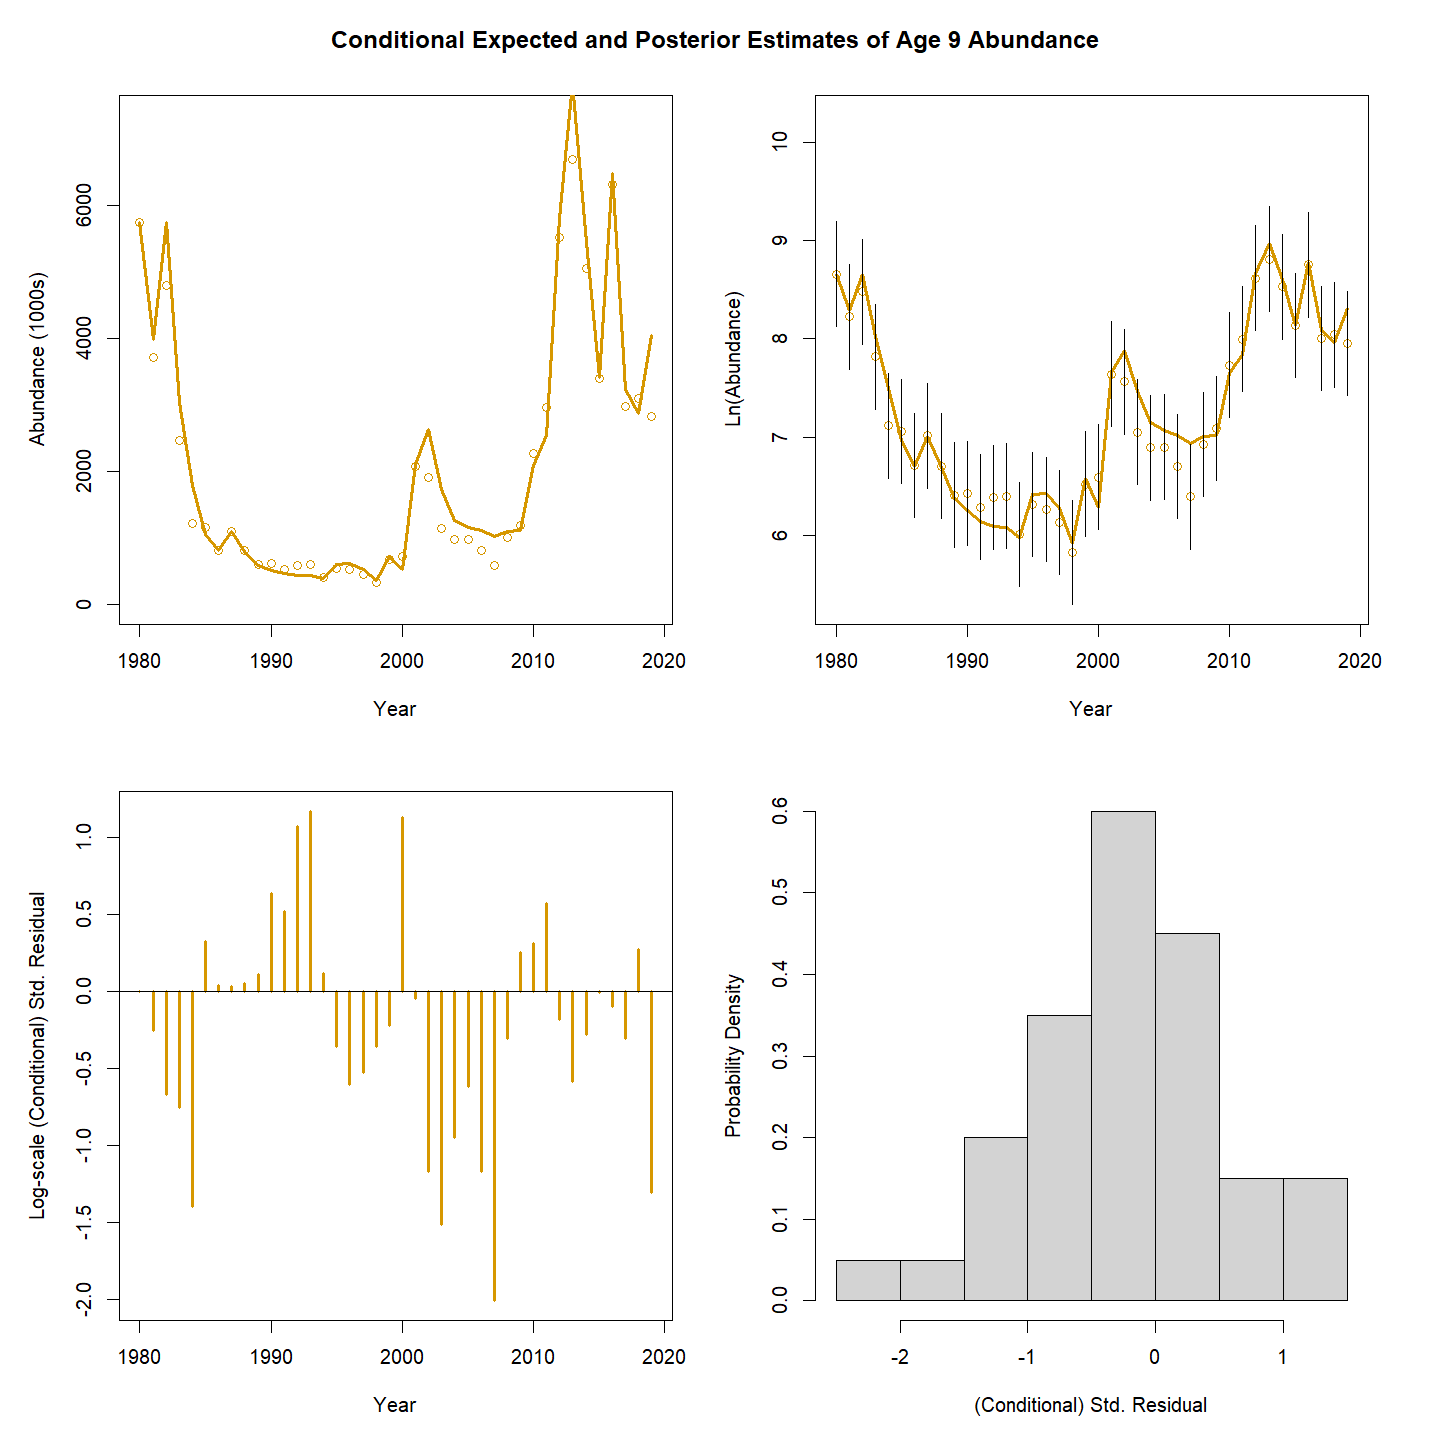 Conditional Expected and Posterior Estimates of Age 9 Abundance
Abundance (1000s)
0 2000 4000 6000
1980 1990 2000 2010 2020
Year
Ln(Abundance)
6 7 8 9 10
1980 1990 2000 2010 2020
Year
Log-scale (Conditional) Std. Residual
-2.0 -1.5 -1.0 -0.5 0.0 0.5 1.0
1980 1990 2000 2010 2020
Year
Probability Density
0.0 0.1 0.2 0.3 0.4 0.5 0.6
-2 -1 0 1
(Conditional) Std. Residual